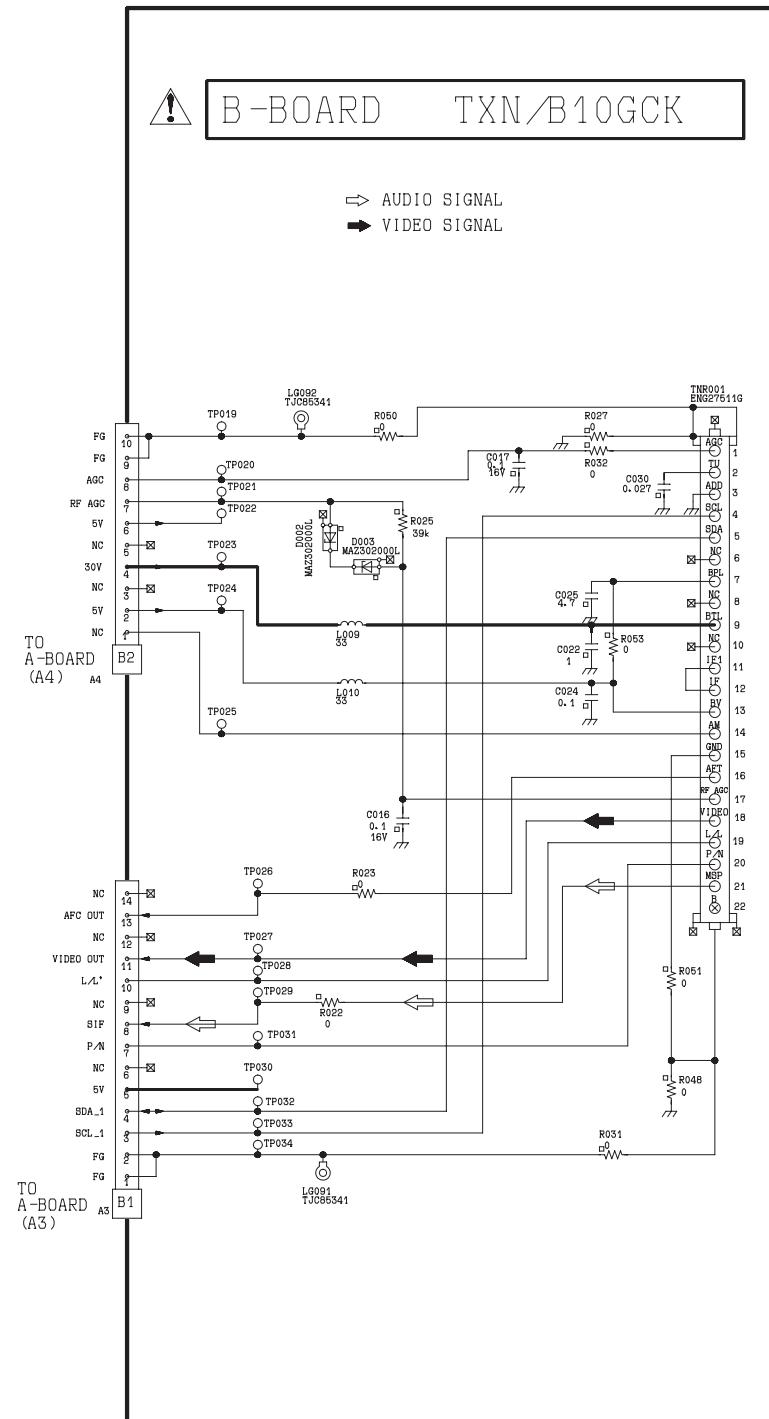 B-BOARD TXN/B10GCK
AUDIO SIGNAL
VIDEO SIGNAL
LG092
TJC85341
TP019
R050
0
R027
0
TNR001
ENG27511G
FG
10
FG
9
AGC
8
RF AGC
7
5V
6
NC
5
30V
4
NC
3
5V
2
NC
1
TO
A-BOARD
(A4)
B2
A4
TP020
TP021
TP022
TP023
TP024
TP025
C017
0.1
16V
R032
0
C030
0.027
D002
MAZ302000L
D003
MAZ302000L
R025
39k
C025
4.7
L009
33
C022
1
R053
0
L010
33
C024
0.1
C016
0.1
16V
AGC 1
TU 2
ADD 3
SCL 4
SDA 5
NC 6
BPL 7
NC 8
BTL 9
NC 10
IF1 11
IF 12
BV 13
AM 14
GND 15
AFT 16
RF AGC 17
VIDEO 18
L/L 19
P/N 20
MSP 21
B 22
TP026
R023
0
NC
14
AFC OUT
13
NC
12
VIDEO OUT
11
L/L'
10
NC
9
SIF
8
P/N
7
NC
6
5V
5
SDA_1
4
SCL_1
3
FG
2
FG
1
TO
A-BOARD
(A3)
B1
A3
TP027
TP028
TP029
R022
0
TP031
TP030
TP032
TP033
TP034
LG091
TJC85341
R051
0
R048
0
R031
0